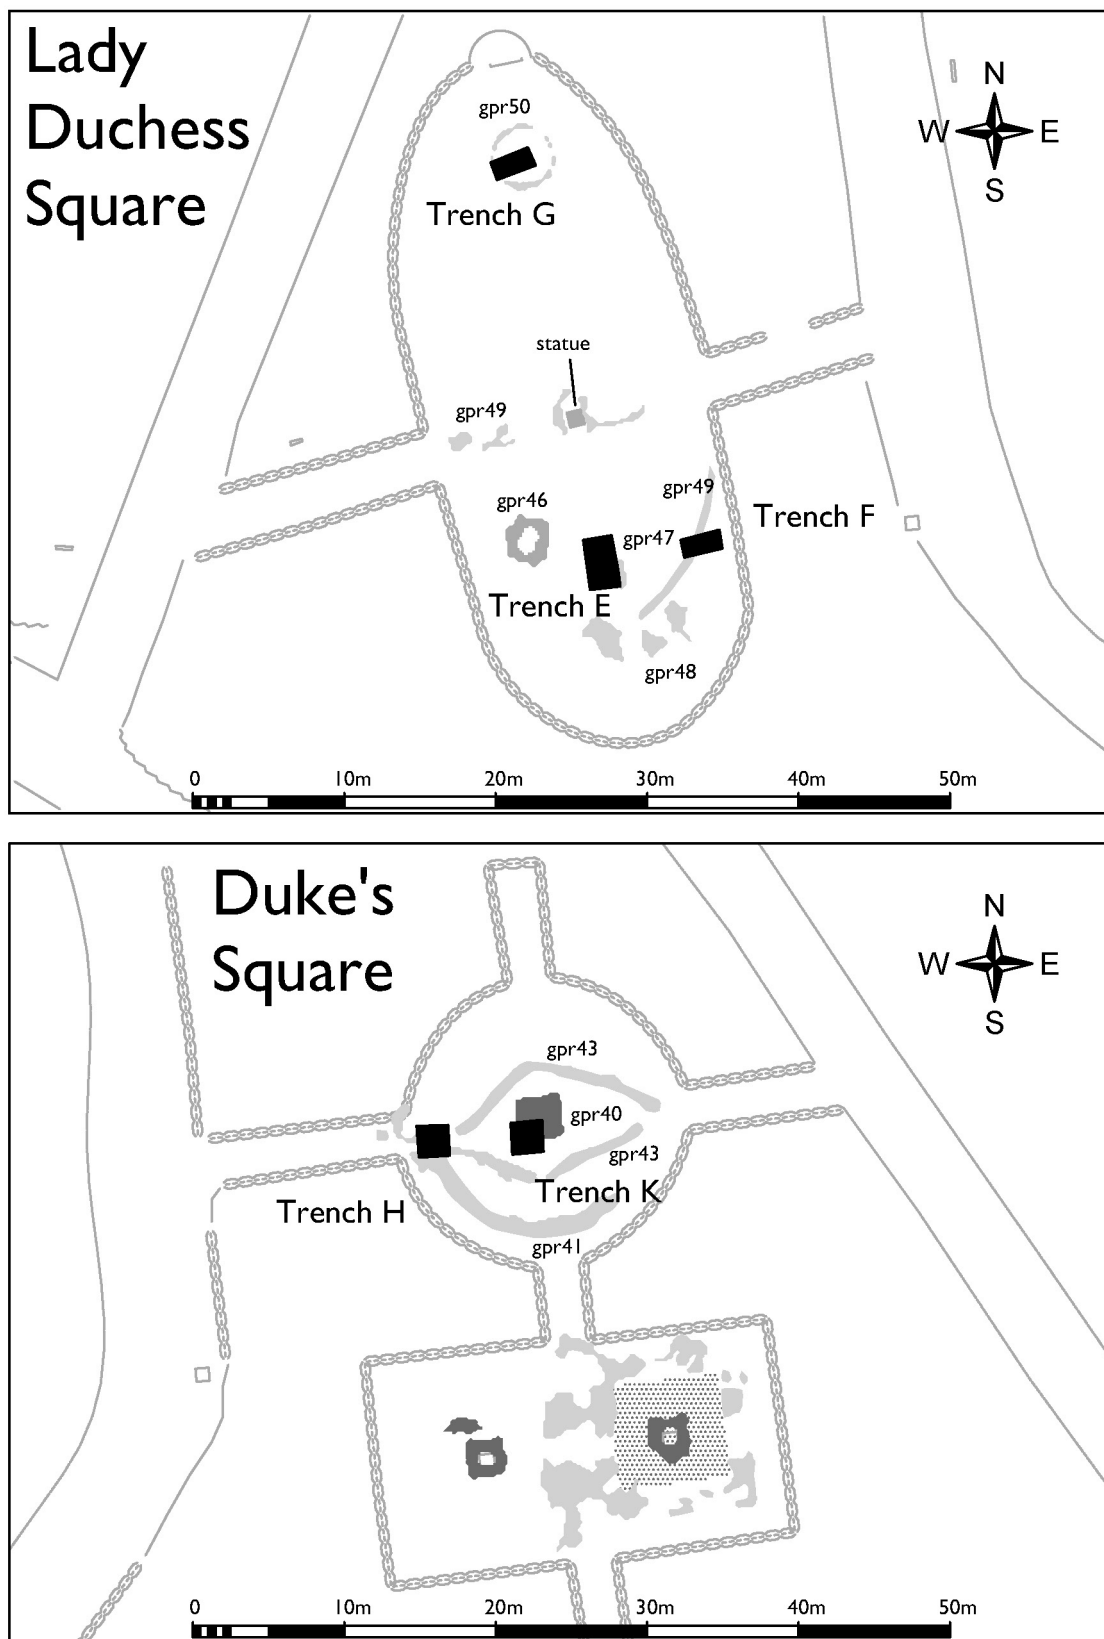 Lady
Duchess
Square
N
W E
S
gpr50
Trench G
statue
gpr49
gpr49
gpr46
Trench F
gpr47
Trench E
gpr48
0 10m 20m 30m 40m 50m
Duke's
Square
N
W E
S
gpr43
gpr40
gpr43
Trench K
Trench H
gpr41
0 10m 20m 30m 40m 50m